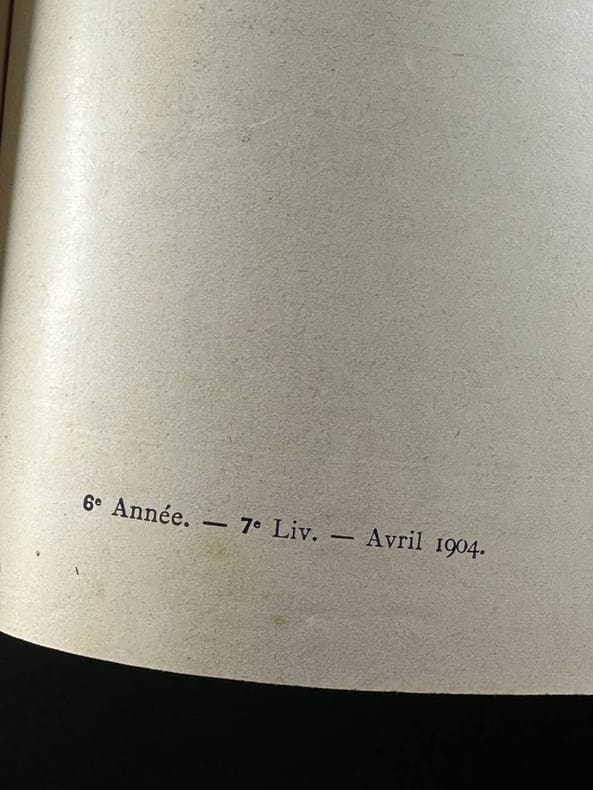 6ᵉ Année. — 7ᵉ Liv. — Avril 1904.